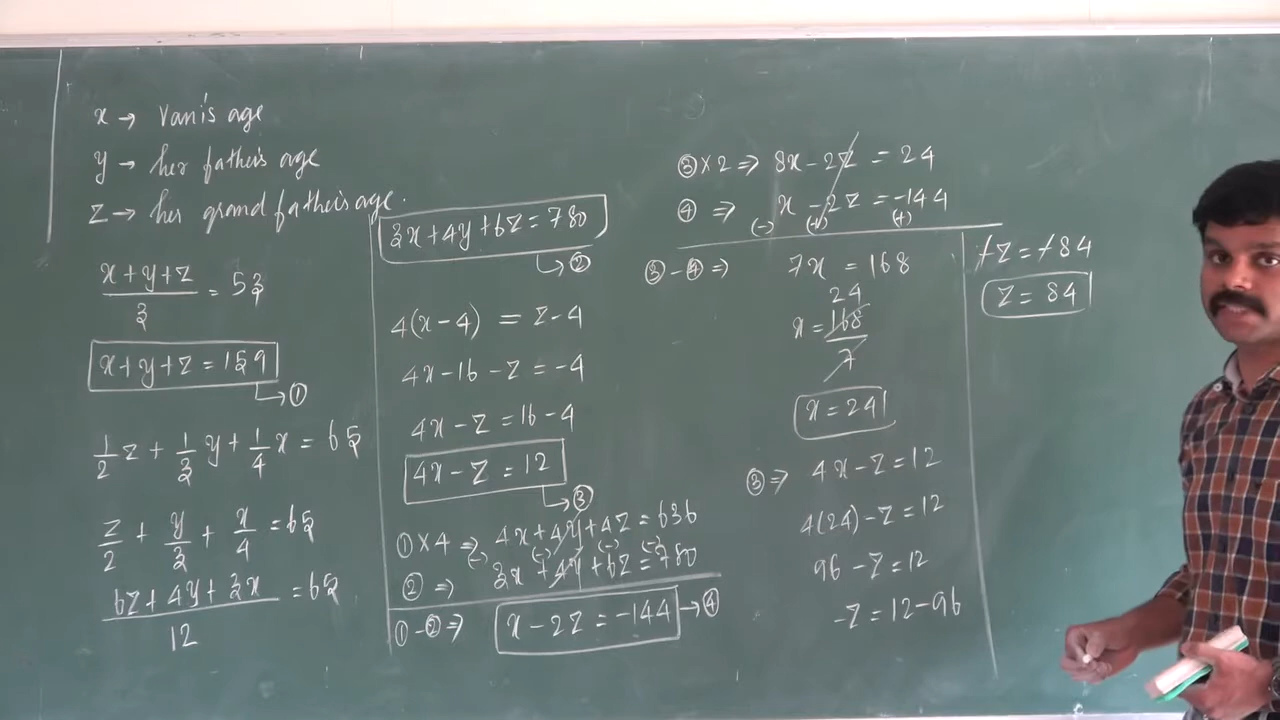 x → Vani's age
y → her father's age
z → her grand father's age.
(x+y+z)/3 = 53
x+y+z = 159 → ①
1/2 z + 1/3 y + 1/4 x = 65
z/2 + y/3 + x/4 = 65
(6z + 4y + 3x)/12 = 65
3x+4y+6z = 780 → ②
4(x-4) = z-4
4x-16-z = -4
4x-z = 16-4
4x-z = 12 → ③
①×4 ⇒ 4x+4y+4z = 636
(-) (-) (-) (-)
② ⇒ 3x+4y+6z = 780
①-②⇒ x-2z = -144 → ④
③×2 ⇒ 8x-2z = 24
④ ⇒ x-2z = -144
(-) (+) (+)
③-④ ⇒ 7x = 168
24
x = 168/7
x = 24
③⇒ 4x-z = 12
4(24)-z = 12
96-z = 12
-z = 12-96
-z = -84
z = 84